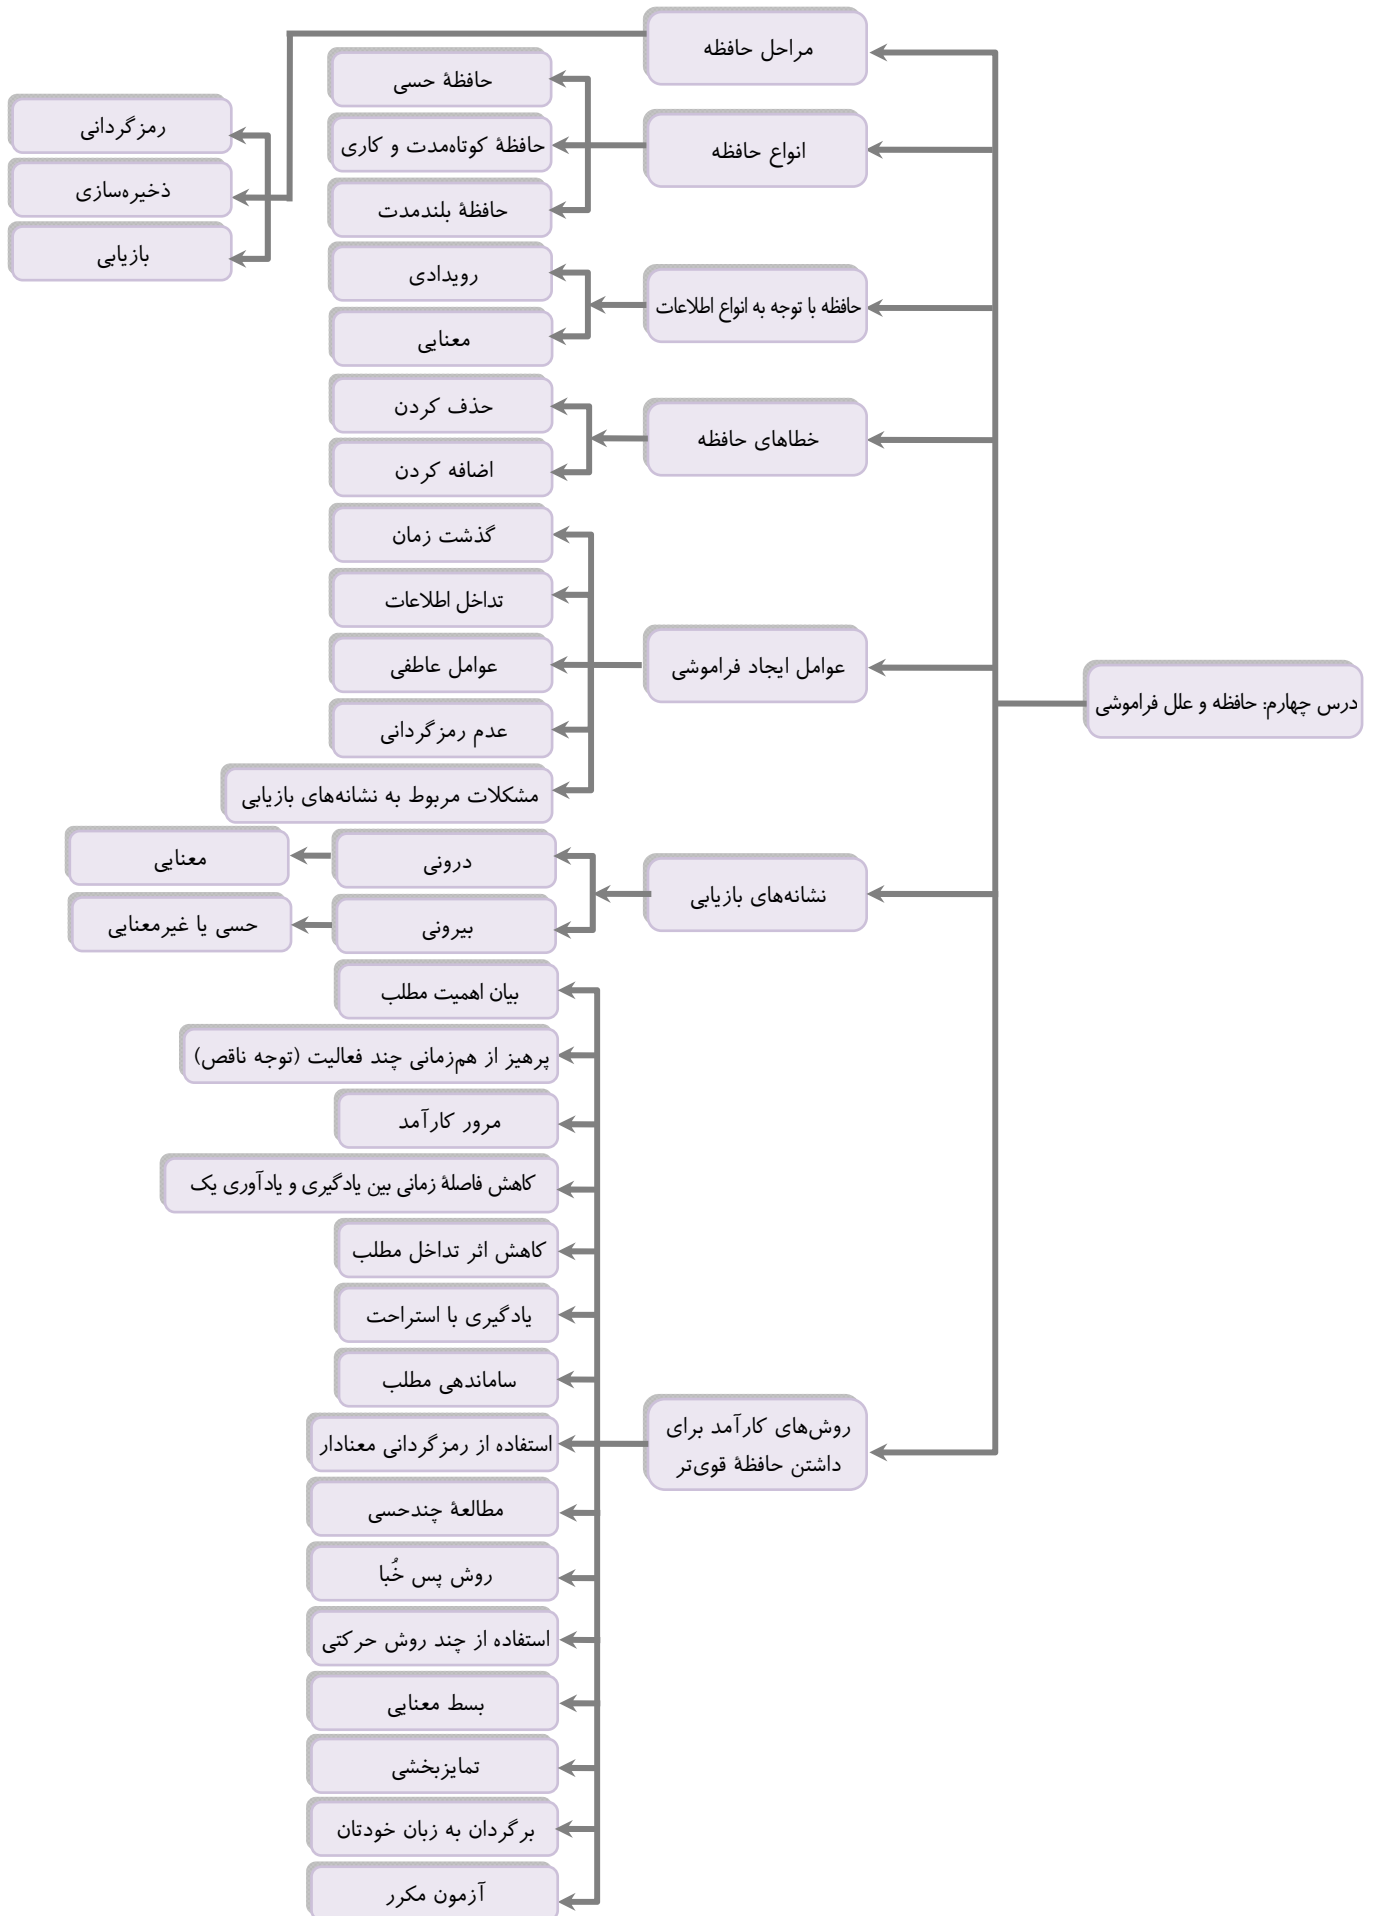 درس چهارم: حافظه و علل فراموشی
مراحل حافظه
رمزگردانی
ذخیره‌سازی
بازیابی
انواع حافظه
حافظهٔ حسی
حافظهٔ کوتاه‌مدت و کاری
حافظهٔ بلندمدت
حافظه با توجه به انواع اطلاعات
رویدادی
معنایی
خطاهای حافظه
حذف کردن
اضافه کردن
عوامل ایجاد فراموشی
گذشت زمان
تداخل اطلاعات
عوامل عاطفی
عدم رمزگردانی
مشکلات مربوط به نشانه‌های بازیابی
نشانه‌های بازیابی
درونی
معنایی
بیرونی
حسی یا غیرمعنایی
روش‌های کارآمد برای
داشتن حافظهٔ قوی‌تر
بیان اهمیت مطلب
پرهیز از هم‌زمانی چند فعالیت (توجه ناقص)
مرور کارآمد
کاهش فاصلهٔ زمانی بین یادگیری و یادآوری یک
کاهش اثر تداخل مطلب
یادگیری با استراحت
ساماندهی مطلب
استفاده از رمزگردانی معنادار
مطالعهٔ چندحسی
روش پس خُبا
استفاده از چند روش حرکتی
بسط معنایی
تمایزبخشی
برگردان به زبان خودتان
آزمون مکرر